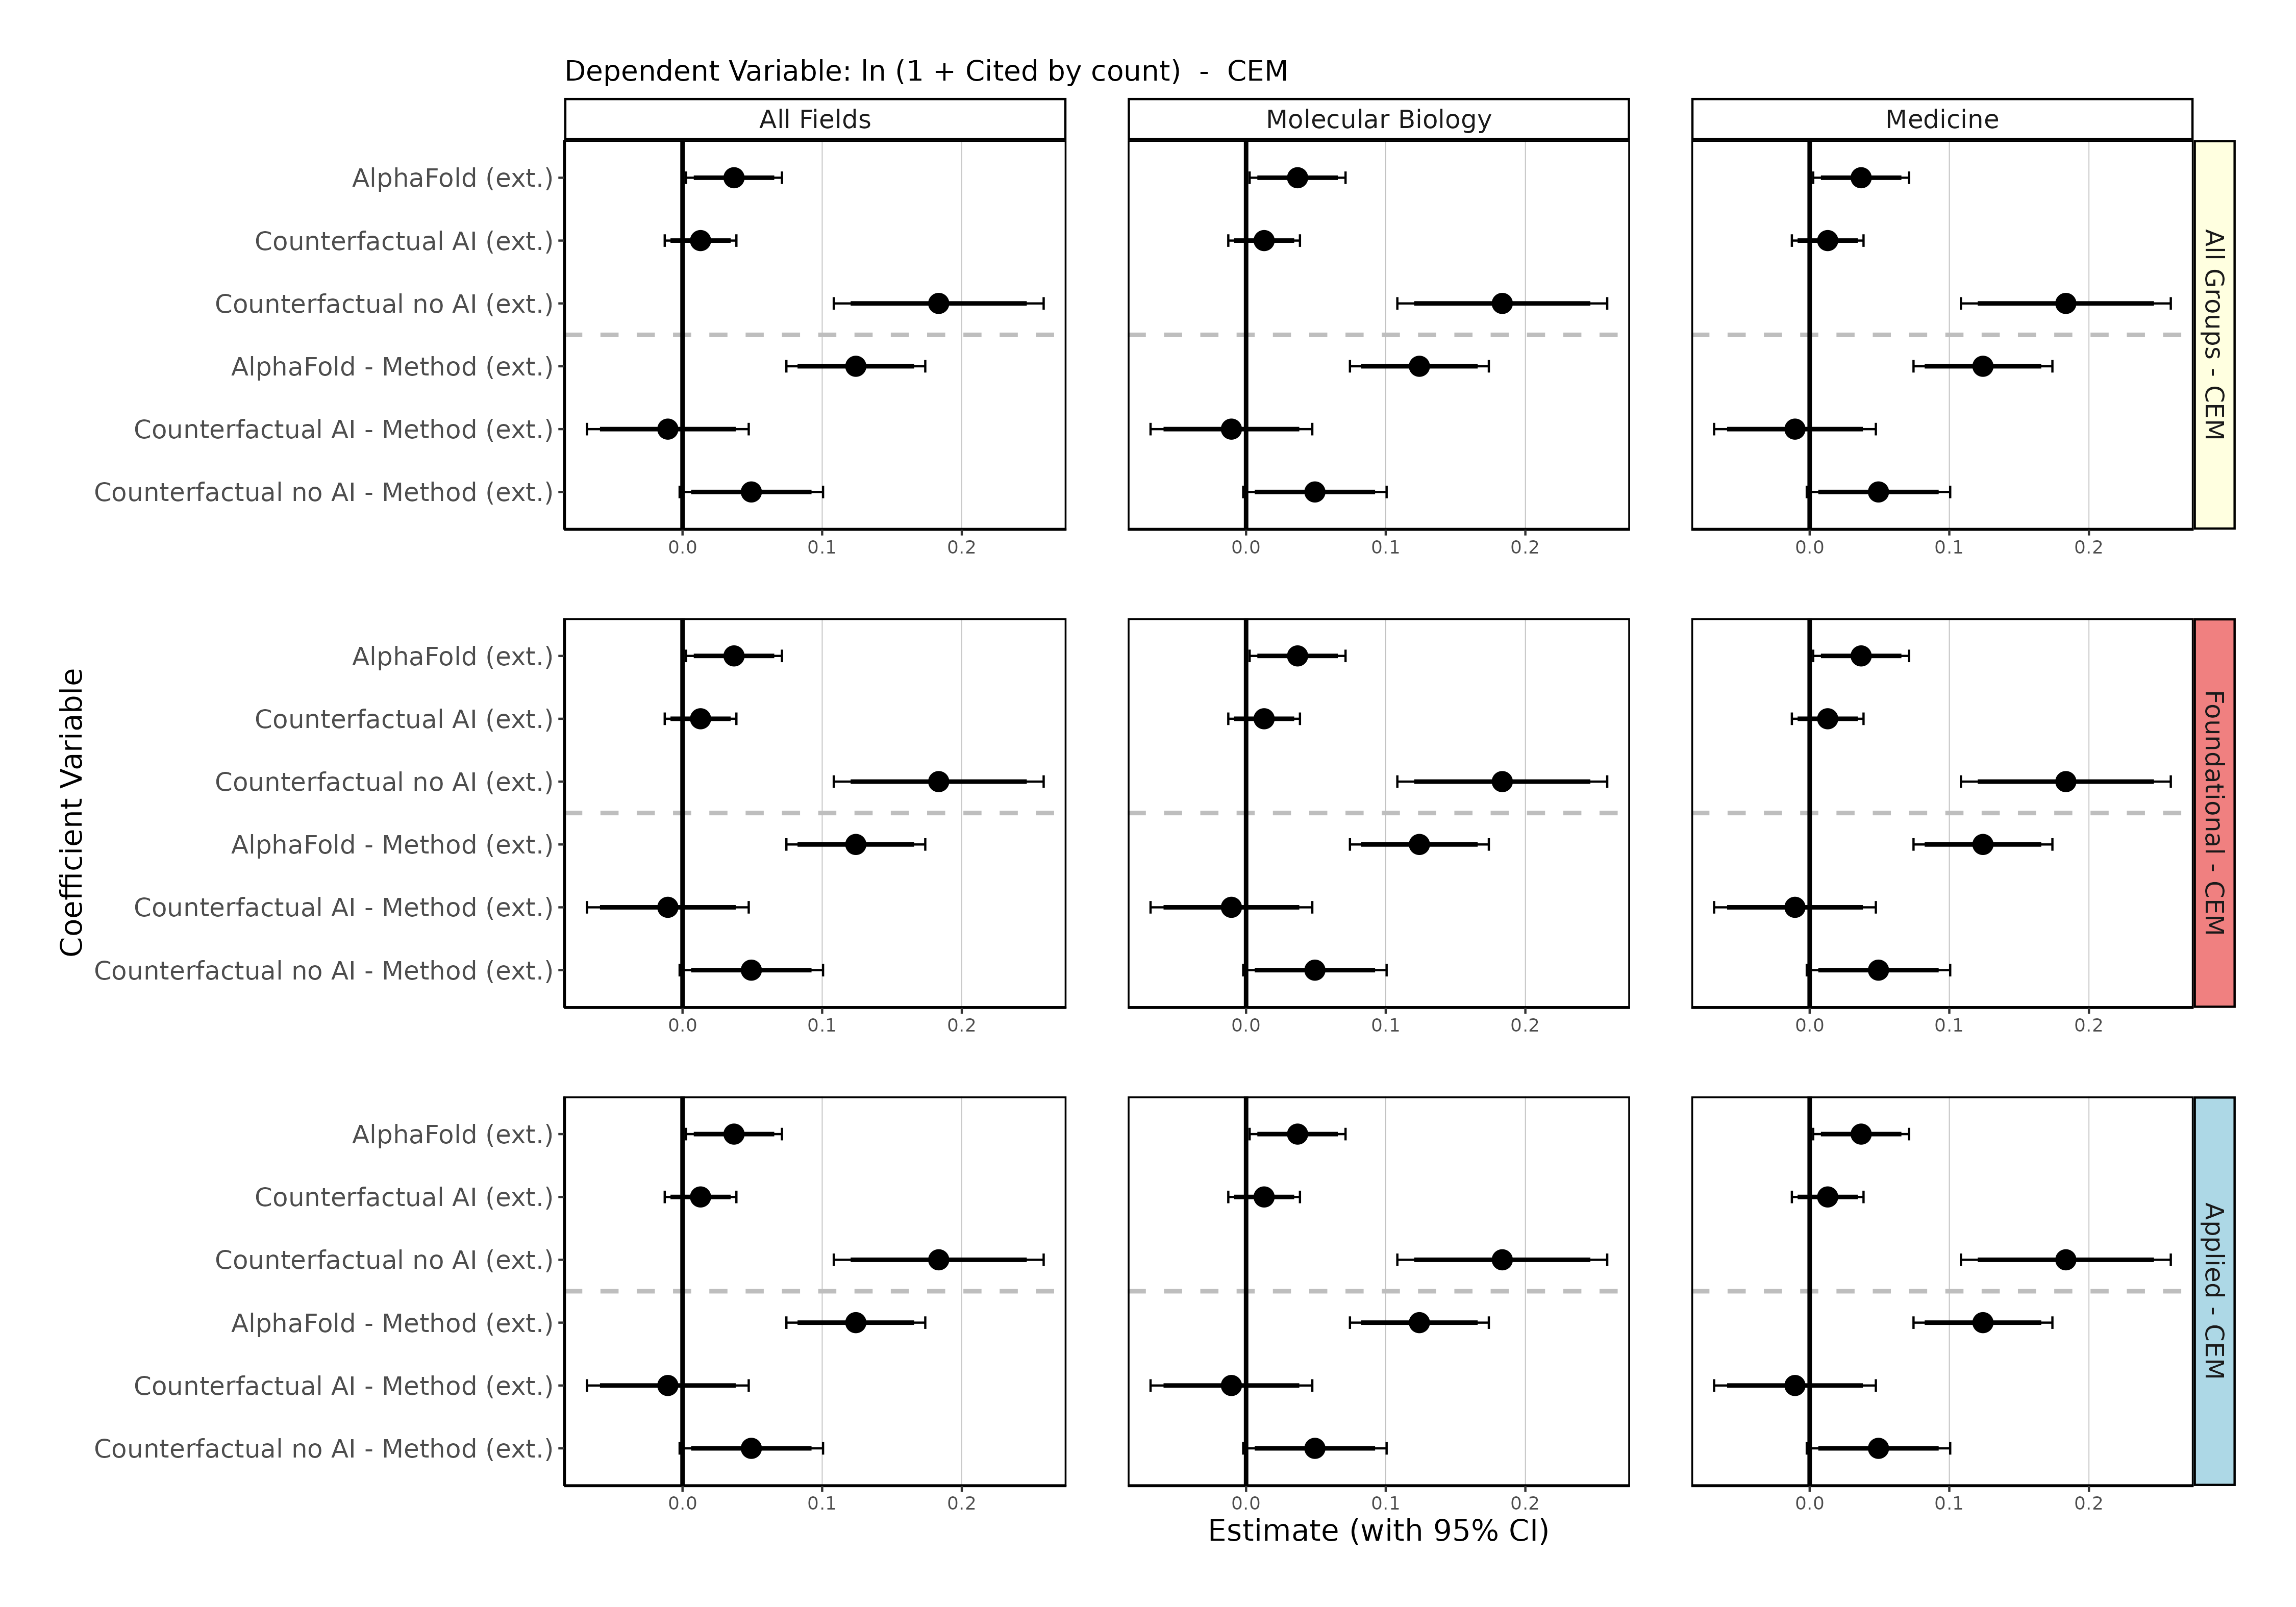 Dependent Variable: ln (1 + Cited by count)  -  CEM
All Fields
Molecular Biology
Medicine
AlphaFold (ext.)
Counterfactual AI (ext.)
Counterfactual no AI (ext.)
AlphaFold - Method (ext.)
Counterfactual AI - Method (ext.)
Counterfactual no AI - Method (ext.)
All Groups - CEM
0.0 0.1 0.2
0.0 0.1 0.2
0.0 0.1 0.2
Coefficient Variable
AlphaFold (ext.)
Counterfactual AI (ext.)
Counterfactual no AI (ext.)
AlphaFold - Method (ext.)
Counterfactual AI - Method (ext.)
Counterfactual no AI - Method (ext.)
Foundational - CEM
0.0 0.1 0.2
0.0 0.1 0.2
0.0 0.1 0.2
AlphaFold (ext.)
Counterfactual AI (ext.)
Counterfactual no AI (ext.)
AlphaFold - Method (ext.)
Counterfactual AI - Method (ext.)
Counterfactual no AI - Method (ext.)
Applied - CEM
0.0 0.1 0.2
0.0 0.1 0.2
0.0 0.1 0.2
Estimate (with 95% CI)